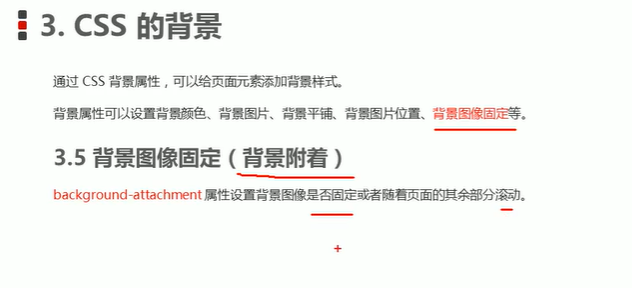 3. CSS 的背景
通过 CSS 背景属性，可以给页面元素添加背景样式。
背景属性可以设置背景颜色、背景图片、背景平铺、背景图片位置、背景图像固定等。
3.5 背景图像固定（背景附着）
background-attachment 属性设置背景图像是否固定或者随着页面的其余部分滚动。